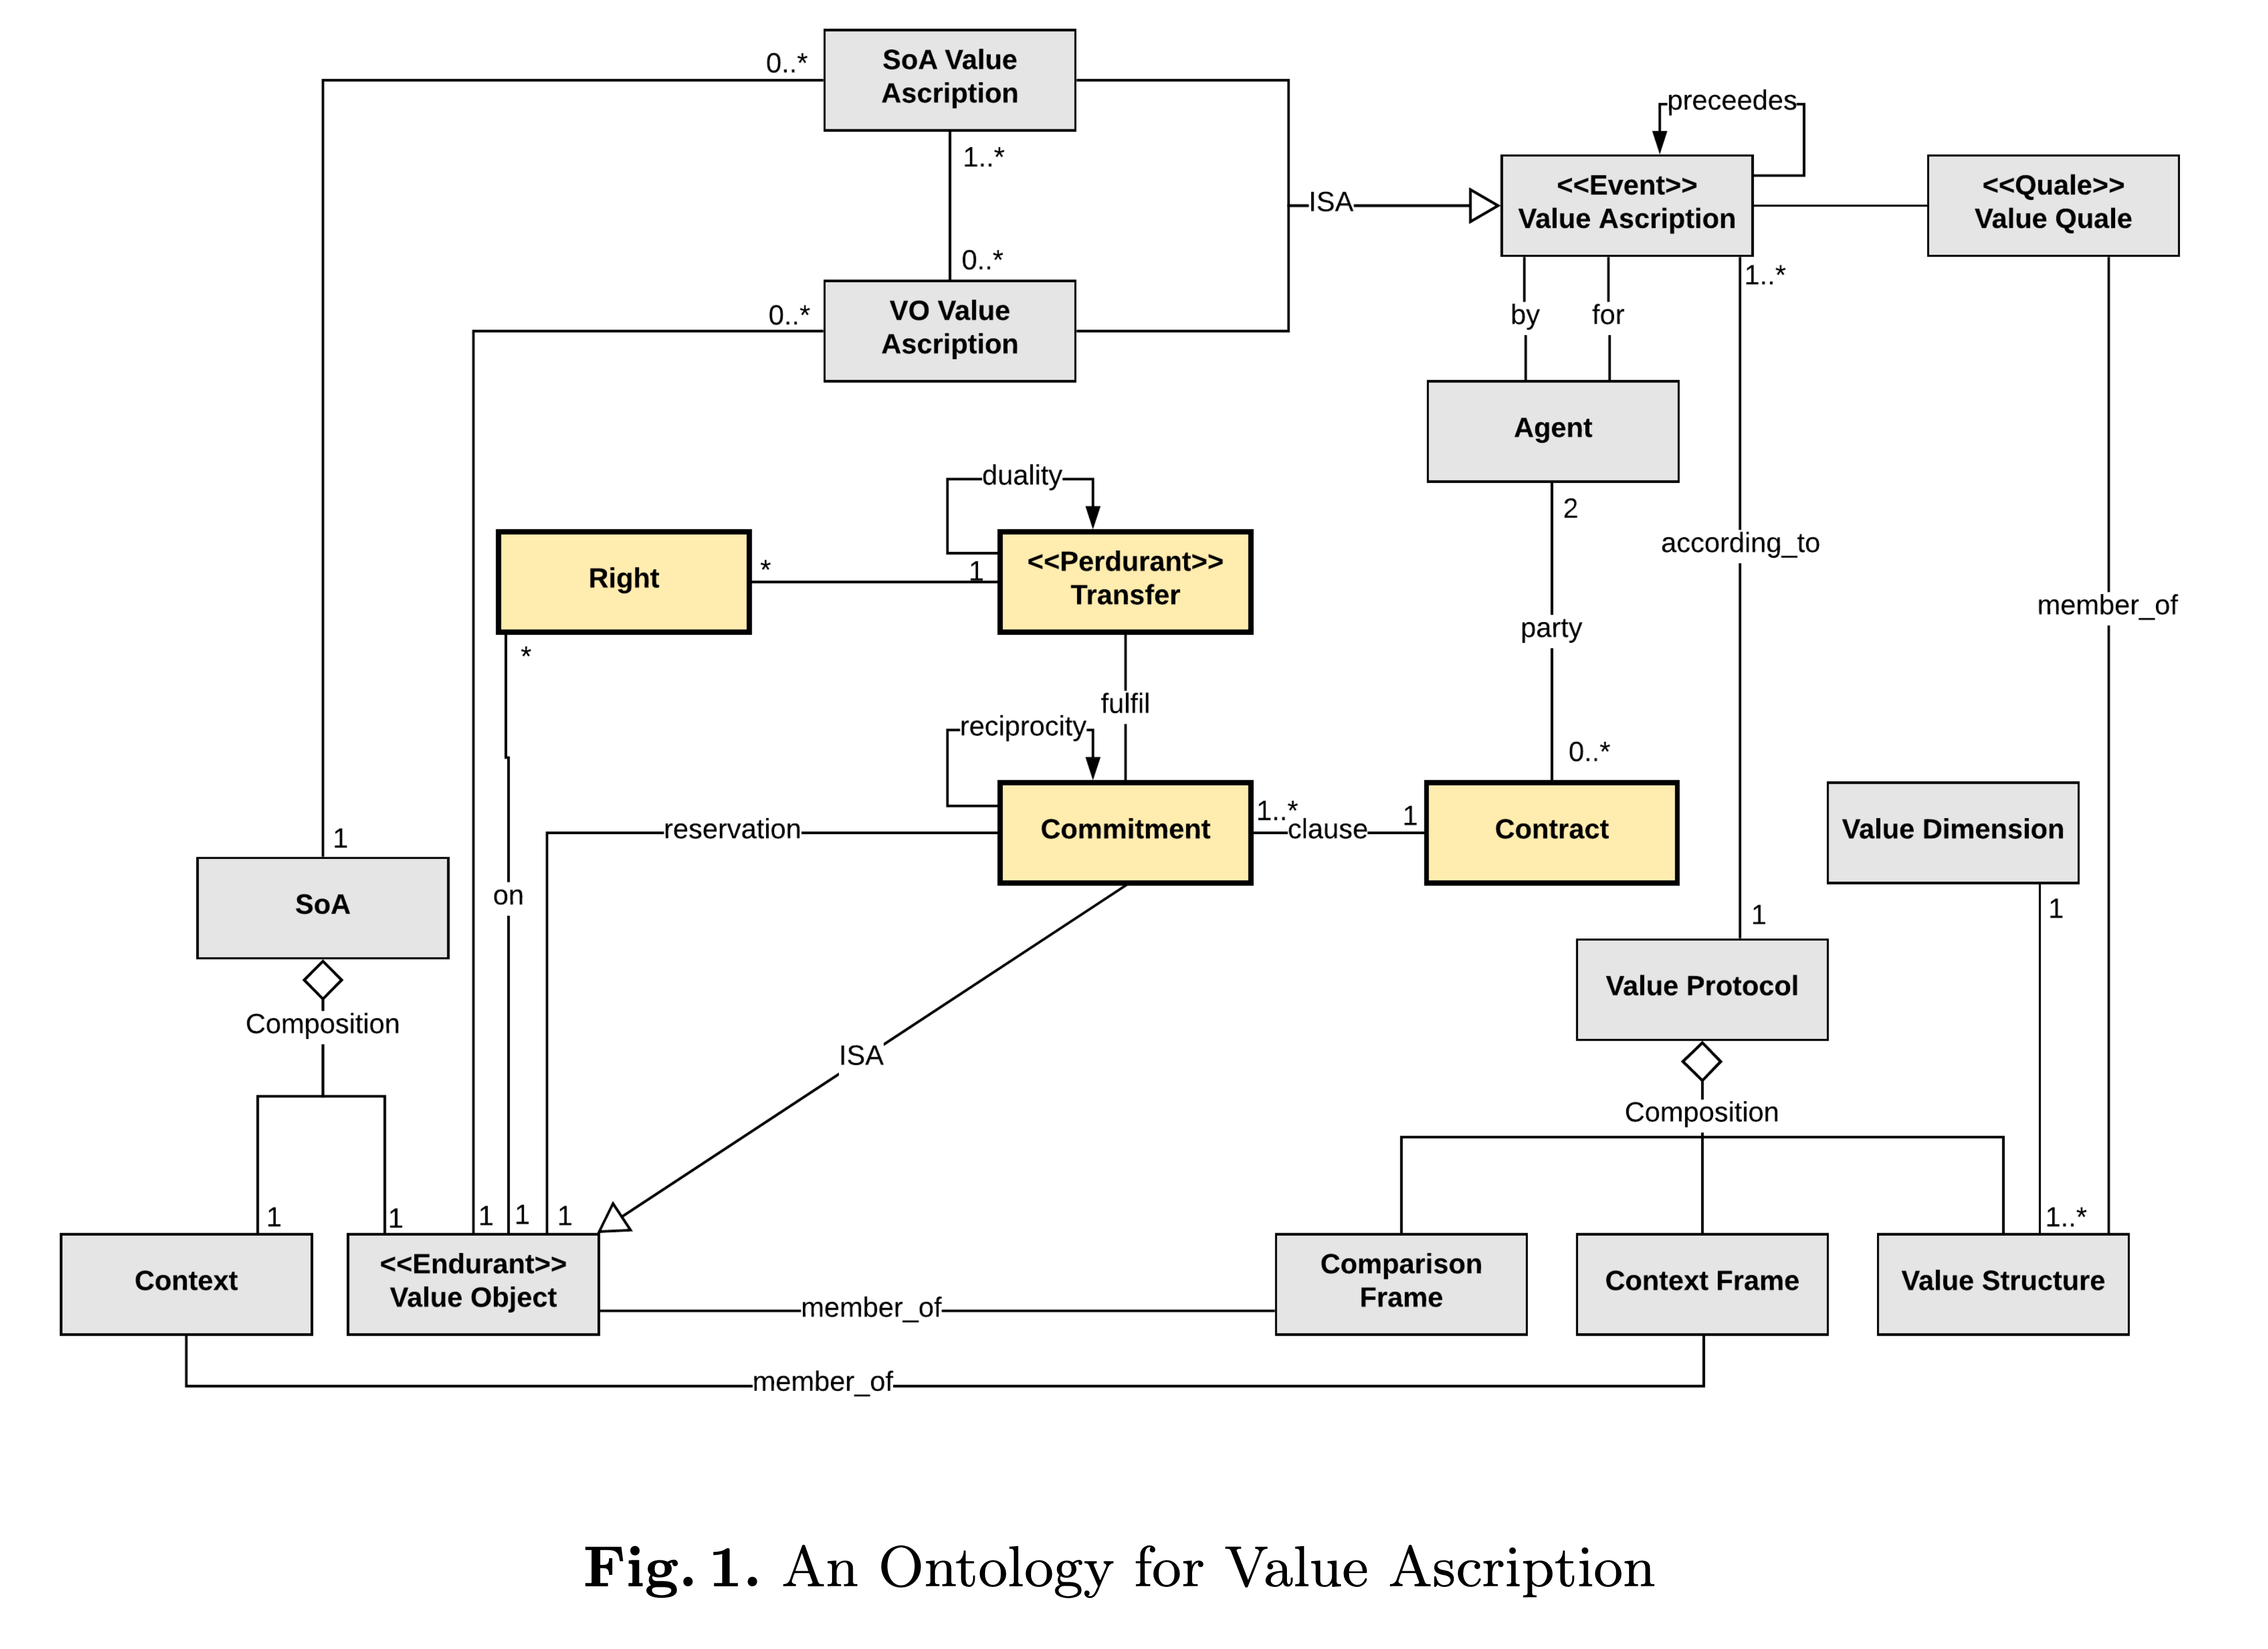 SoA Value
Ascription
0..*
1..*
preceedes
<<Event>>
Value Ascription
<<Quale>>
Value Quale
ISA
0..*
VO Value
Ascription
0..*
1..*
by
for
Agent
2
duality
Right
*
1
<<Perdurant>>
Transfer
according_to
*
party
member_of
fulfil
reciprocity
0..*
reservation
Commitment
1..*
clause
1
Contract
Value Dimension
1
SoA
on
1
1
Value Protocol
Composition
ISA
Composition
1
1
1
1
1
1..*
Context
<<Endurant>>
Value Object
member_of
Comparison
Frame
Context Frame
Value Structure
member_of
Fig. 1. An Ontology for Value Ascription